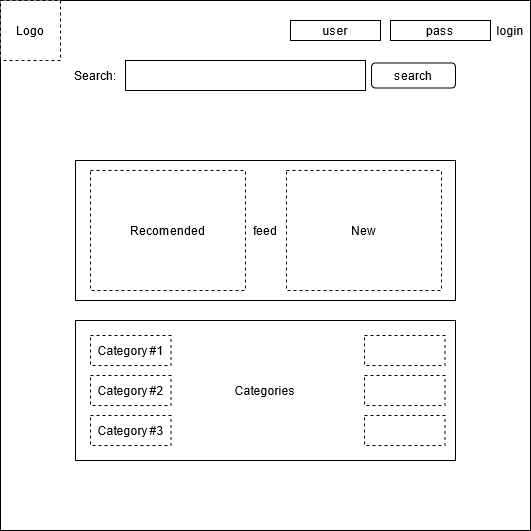 Logo
user
pass
login
Search:
search
Recomended
feed
New
Category #1
Category #2
Categories
Category #3